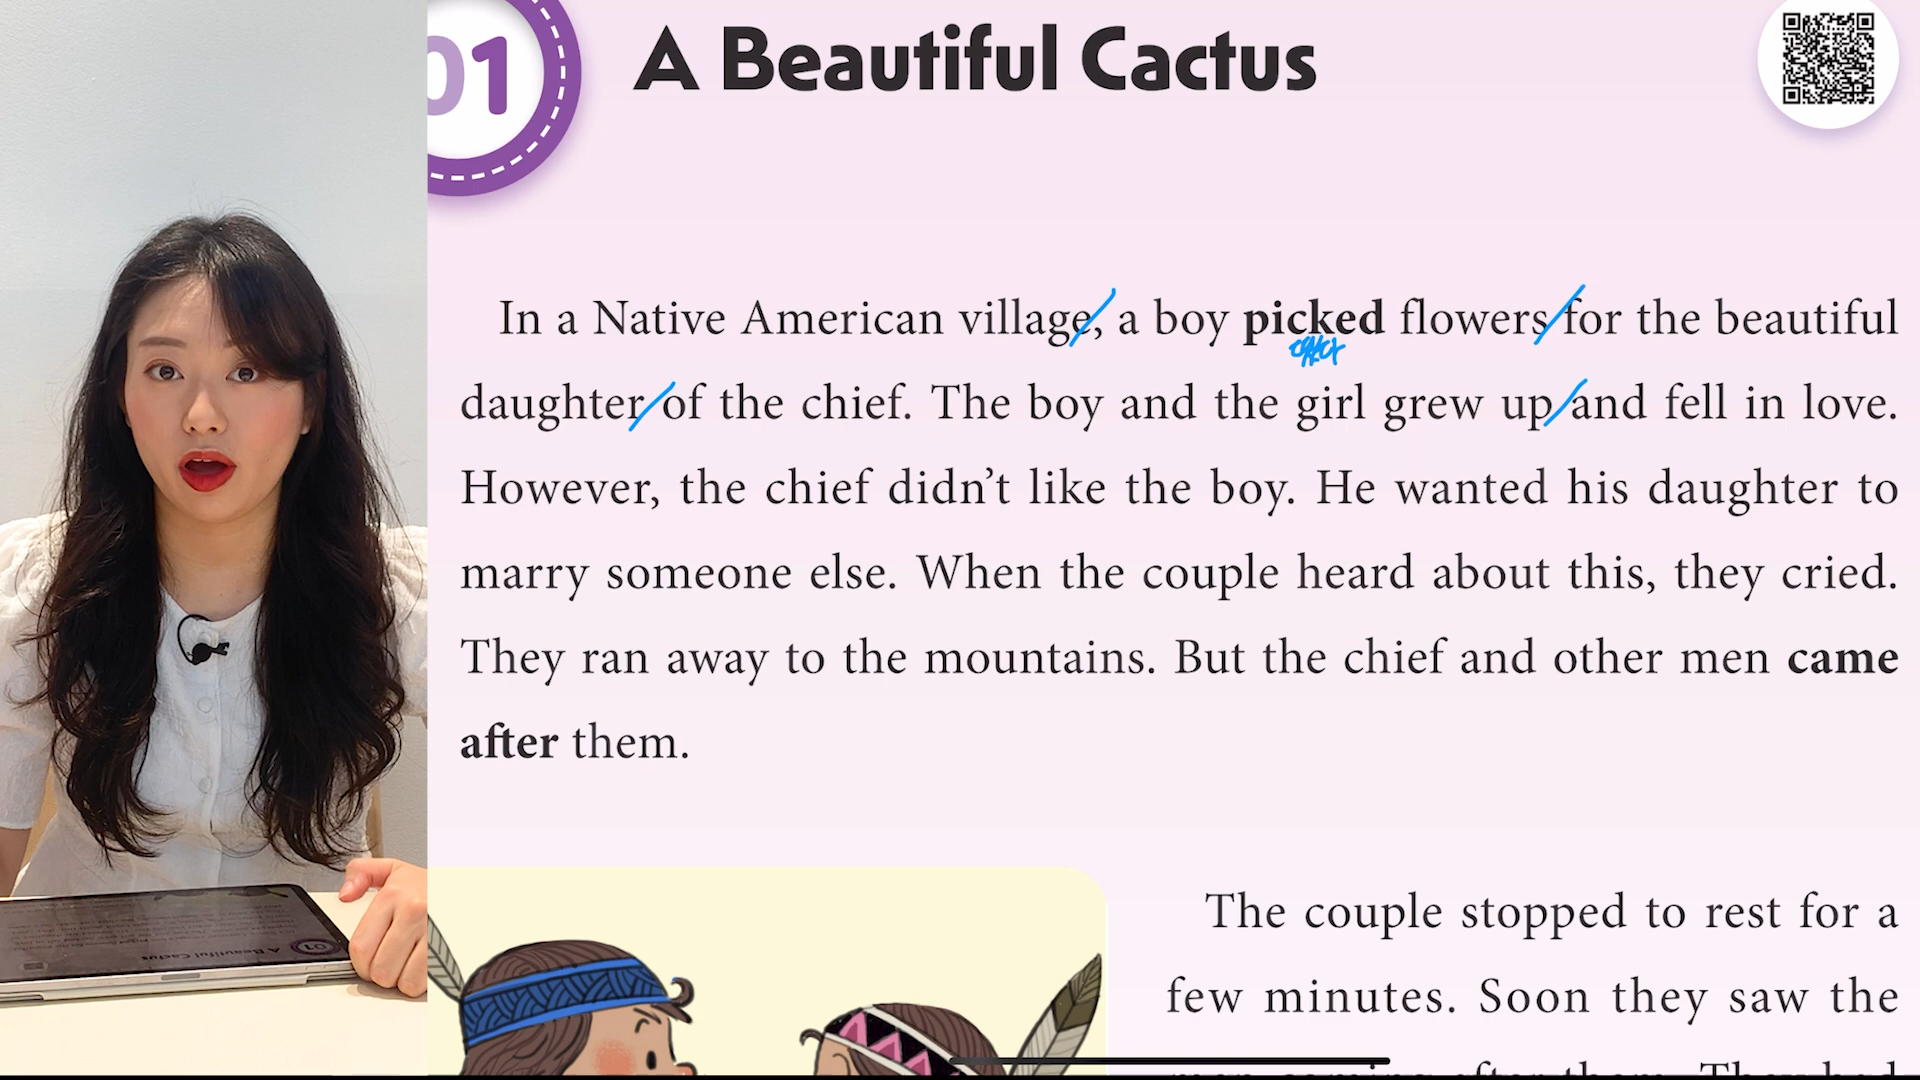 01
A Beautiful Cactus
In a Native American village, a boy picked flowers for the beautiful
daughter of the chief. The boy and the girl grew up and fell in love.
However, the chief didn’t like the boy. He wanted his daughter to
marry someone else. When the couple heard about this, they cried.
They ran away to the mountains. But the chief and other men came
after them.
The couple stopped to rest for a
few minutes. Soon they saw the